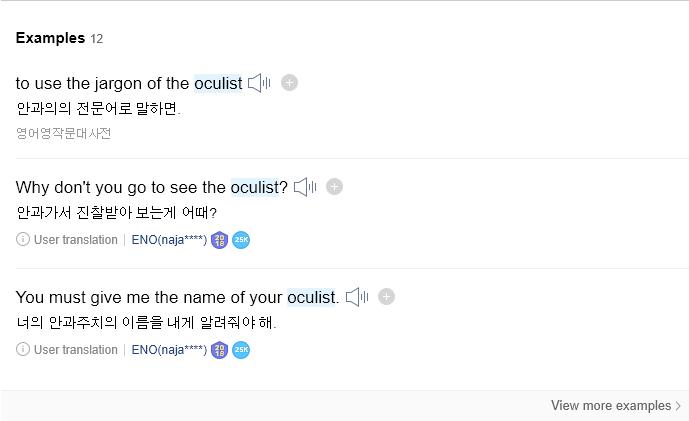 Examples 12
to use the jargon of the oculist
안과의의 전문어로 말하면.
영어영작문대사전
Why don't you go to see the oculist?
안과가서 진찰받아 보는게 어때?
User translation | ENO(naja****) 2018 25K
You must give me the name of your oculist.
너의 안과주치의 이름을 내게 알려줘야 해.
User translation | ENO(naja****) 2018 25K
View more examples >